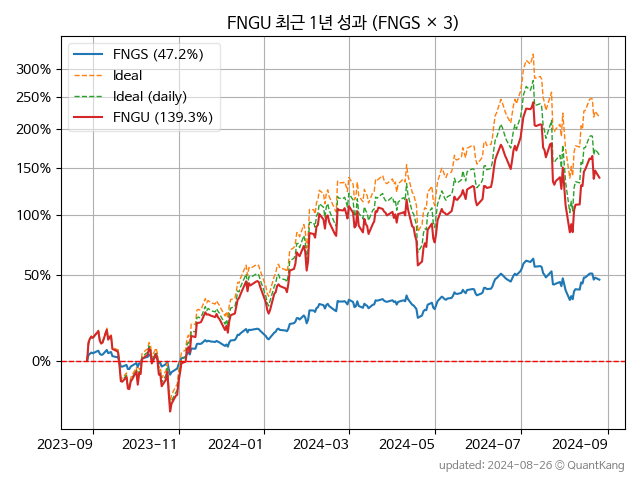 FNGU 최근 1년 성과 (FNGS × 3)
FNGS (47.2%)
Ideal
Ideal (daily)
FNGU (139.3%)
300%
250%
200%
150%
100%
50%
0%
2023-09 2023-11 2024-01 2024-03 2024-05 2024-07 2024-09
updated: 2024-08-26 © QuantKang